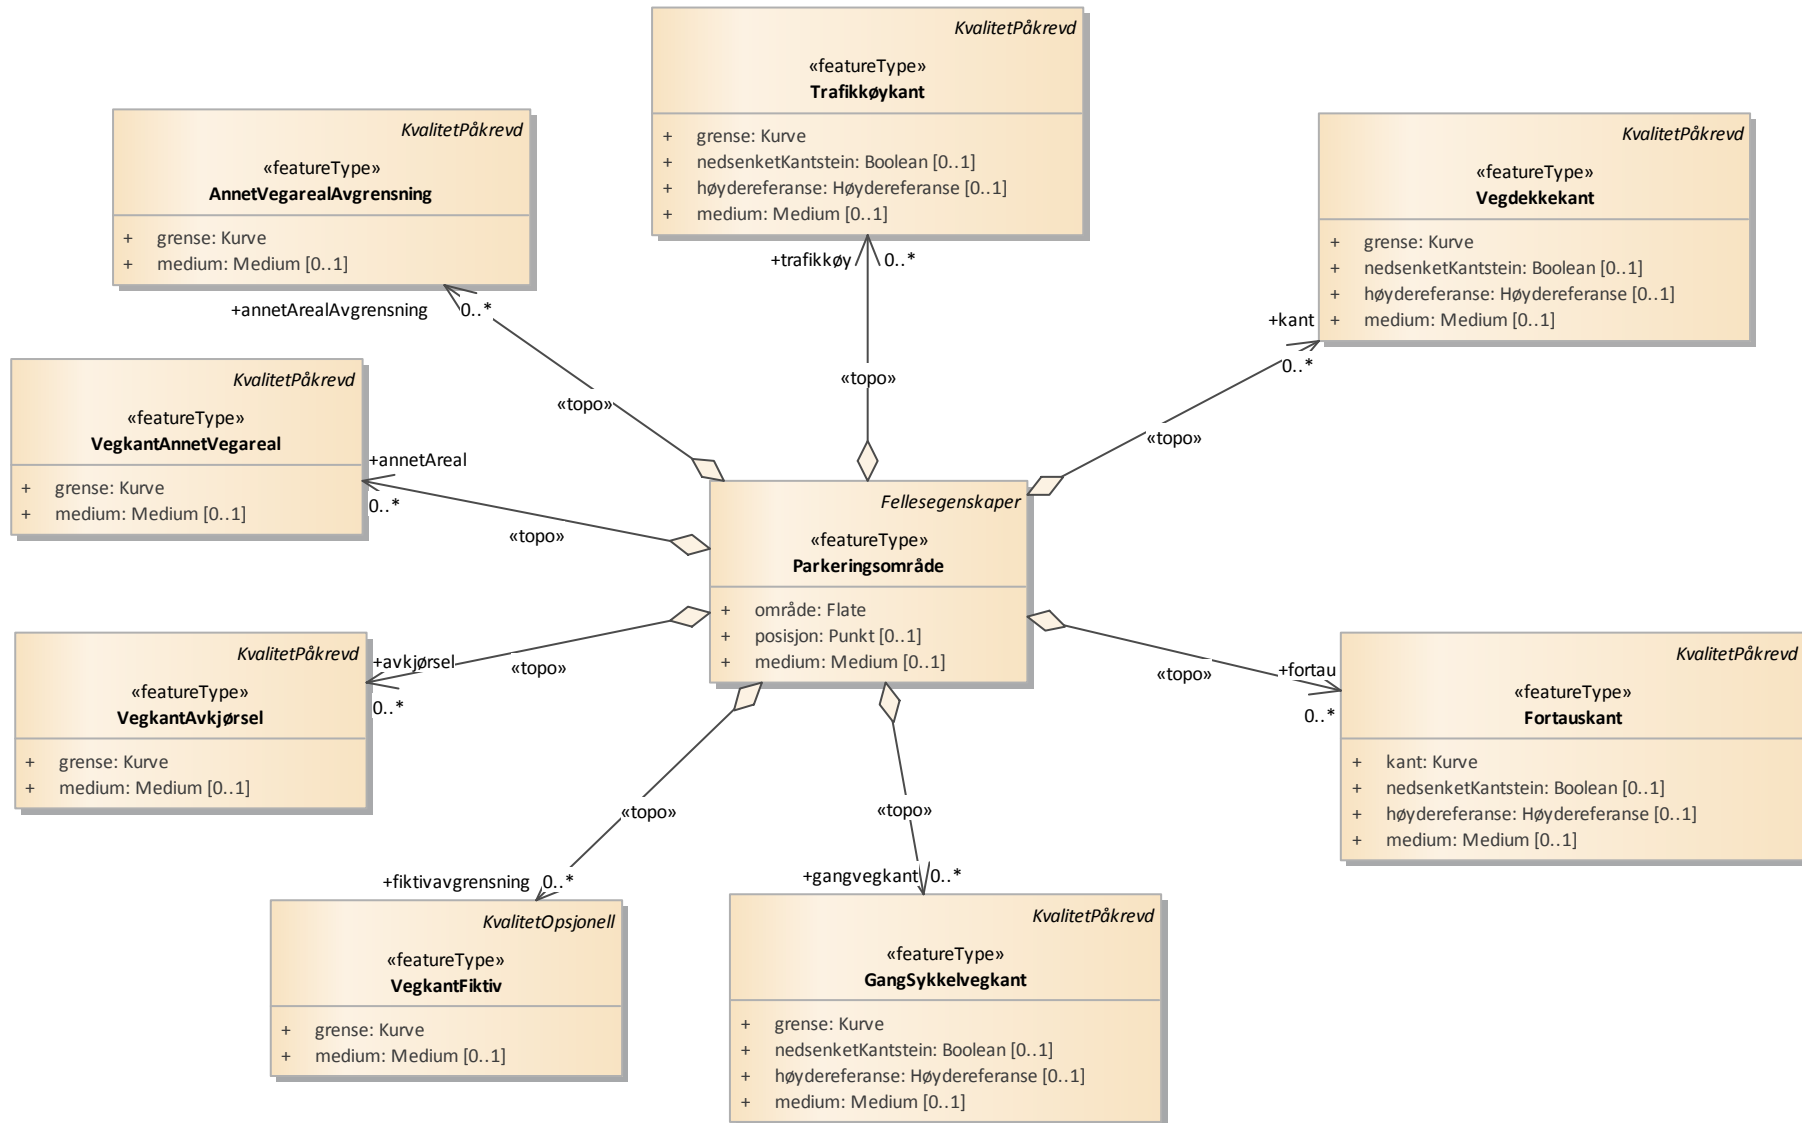 KvalitetPåkrevd
«featureType»
Trafikkøykant
+ grense: Kurve
+ nedsenketKantstein: Boolean [0..1]
+ høydereferanse: Høydereferanse [0..1]
+ medium: Medium [0..1]
KvalitetPåkrevd
«featureType»
AnnetVegarealAvgrensning
+ grense: Kurve
+ medium: Medium [0..1]
KvalitetPåkrevd
«featureType»
Vegdekkekant
+ grense: Kurve
+ nedsenketKantstein: Boolean [0..1]
+ høydereferanse: Høydereferanse [0..1]
+ medium: Medium [0..1]
+trafikkøy 0..*
+annetArealAvgrensning 0..*
+kant
0..*
«topo»
«topo»
«topo»
KvalitetPåkrevd
«featureType»
VegkantAnnetVegareal
+ grense: Kurve
+ medium: Medium [0..1]
+annetAreal
0..*
«topo»
Fellesegenskaper
«featureType»
Parkeringsområde
+ område: Flate
+ posisjon: Punkt [0..1]
+ medium: Medium [0..1]
KvalitetPåkrevd
«featureType»
VegkantAvkjørsel
+ grense: Kurve
+ medium: Medium [0..1]
+avkjørsel
0..*
«topo»
«topo»
+fortau
0..*
KvalitetPåkrevd
«featureType»
Fortauskant
+ kant: Kurve
+ nedsenketKantstein: Boolean [0..1]
+ høydereferanse: Høydereferanse [0..1]
+ medium: Medium [0..1]
«topo»
«topo»
+fiktivavgrensning 0..*
+gangvegkant 0..*
KvalitetOpsjonell
«featureType»
VegkantFiktiv
+ grense: Kurve
+ medium: Medium [0..1]
KvalitetPåkrevd
«featureType»
GangSykkelvegkant
+ grense: Kurve
+ nedsenketKantstein: Boolean [0..1]
+ høydereferanse: Høydereferanse [0..1]
+ medium: Medium [0..1]